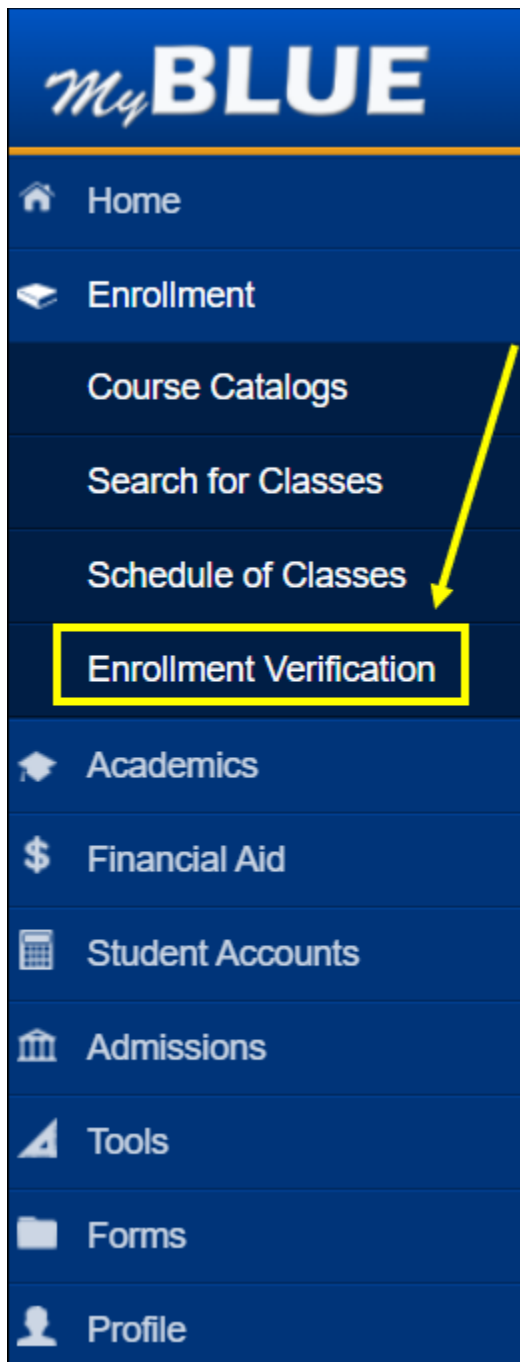 MyBLUE
Home
Enrollment
Course Catalogs
Search for Classes
Schedule of Classes
Enrollment Verification
Academics
$ Financial Aid
Student Accounts
Admissions
Tools
Forms
Profile